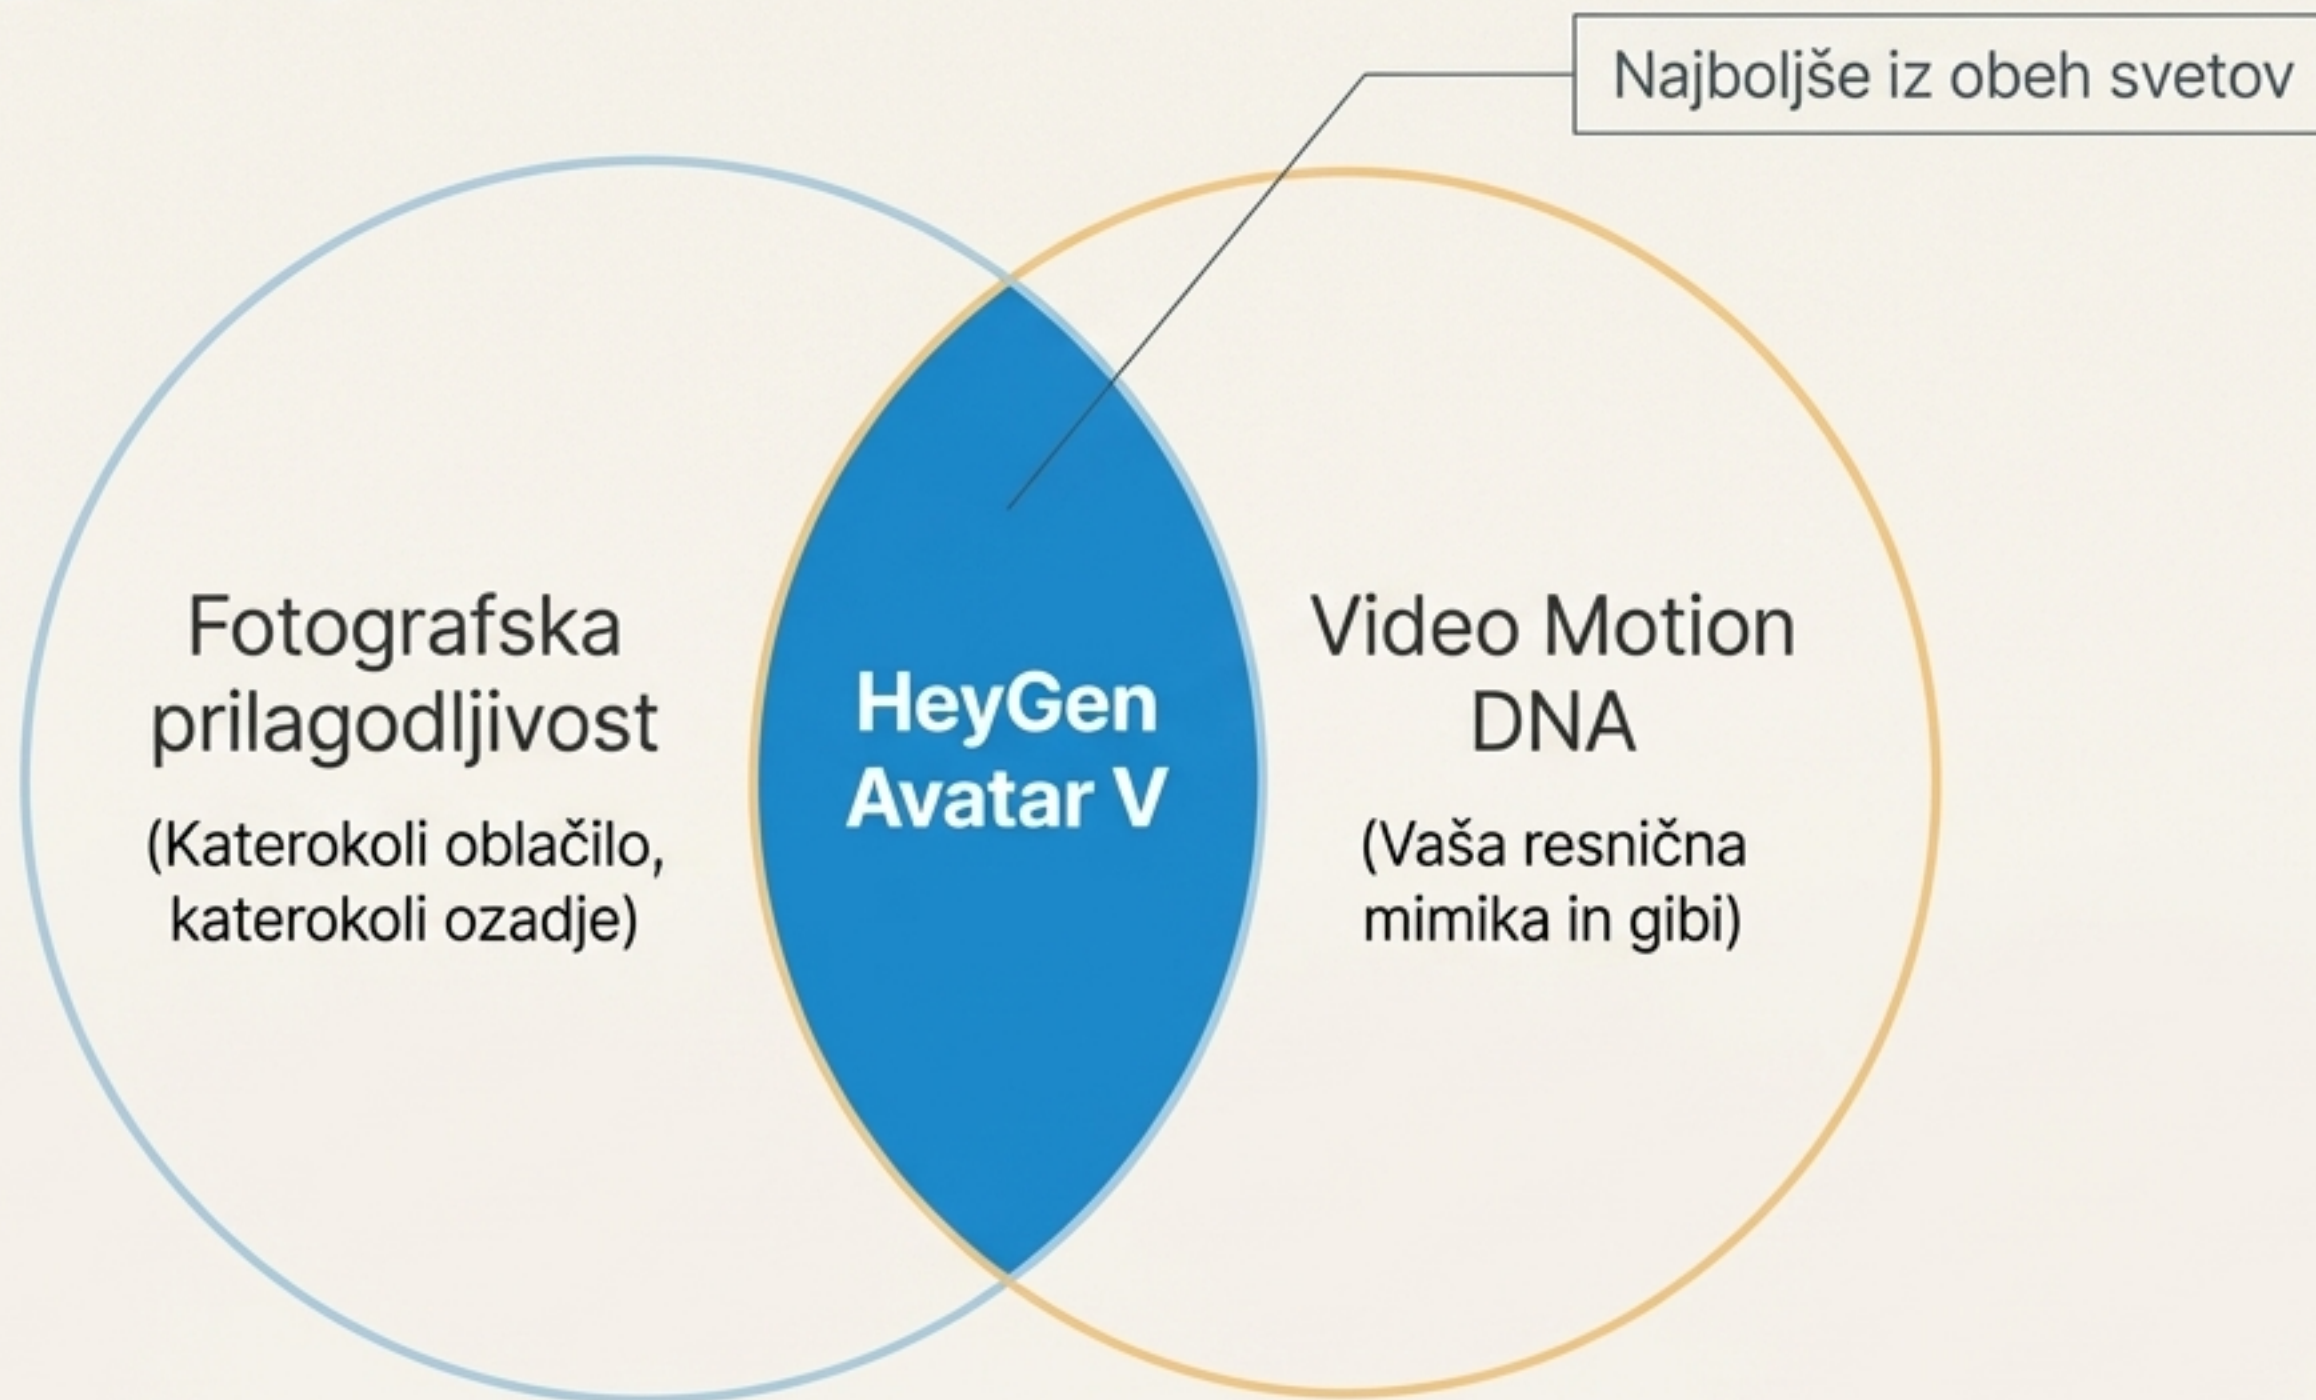 Najboljše iz obeh svetov
Fotografska
prilagodljivost
(Katerokoli oblačilo,
katerokoli ozadje)
HeyGen
Avatar V
Video Motion
DNA
(Vaša resnična
mimika in gibi)